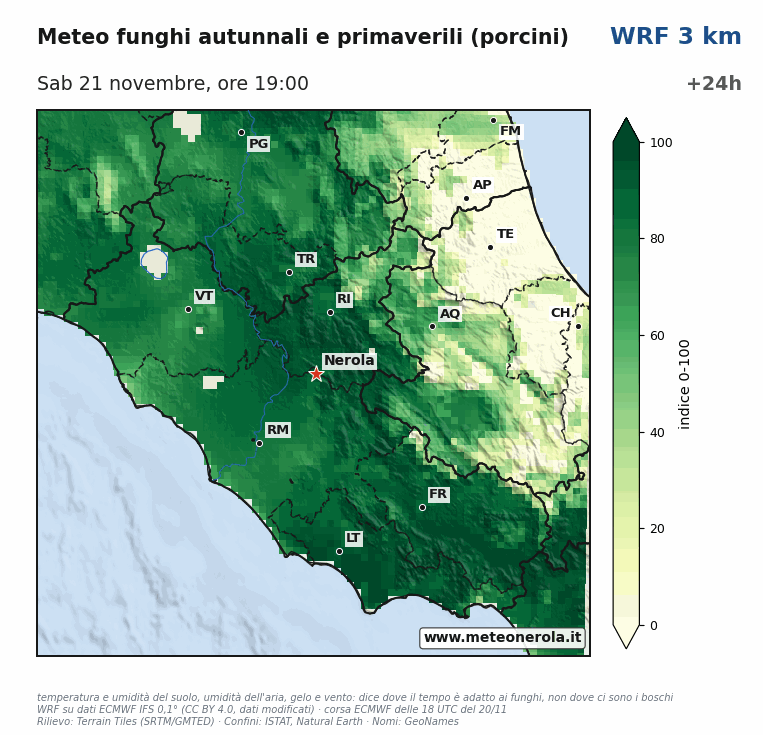 Meteo funghi autunnali e primaverili (porcini)
WRF 3 km
Sab 21 novembre, ore 19:00
+24h
FM
PG
AP
TE
TR
VT
RI
AQ
CH
Nerola
RM
FR
LT
www.meteonerola.it
100
80
60
40
20
0
indice 0-100
temperatura e umidità del suolo, umidità dell'aria, gelo e vento: dice dove il tempo è adatto ai funghi, non dove ci sono i boschi
WRF su dati ECMWF IFS 0,1° (CC BY 4.0, dati modificati) · corsa ECMWF delle 18 UTC del 20/11
Rilievo: Terrain Tiles (SRTM/GMTED) · Confini: ISTAT, Natural Earth · Nomi: GeoNames